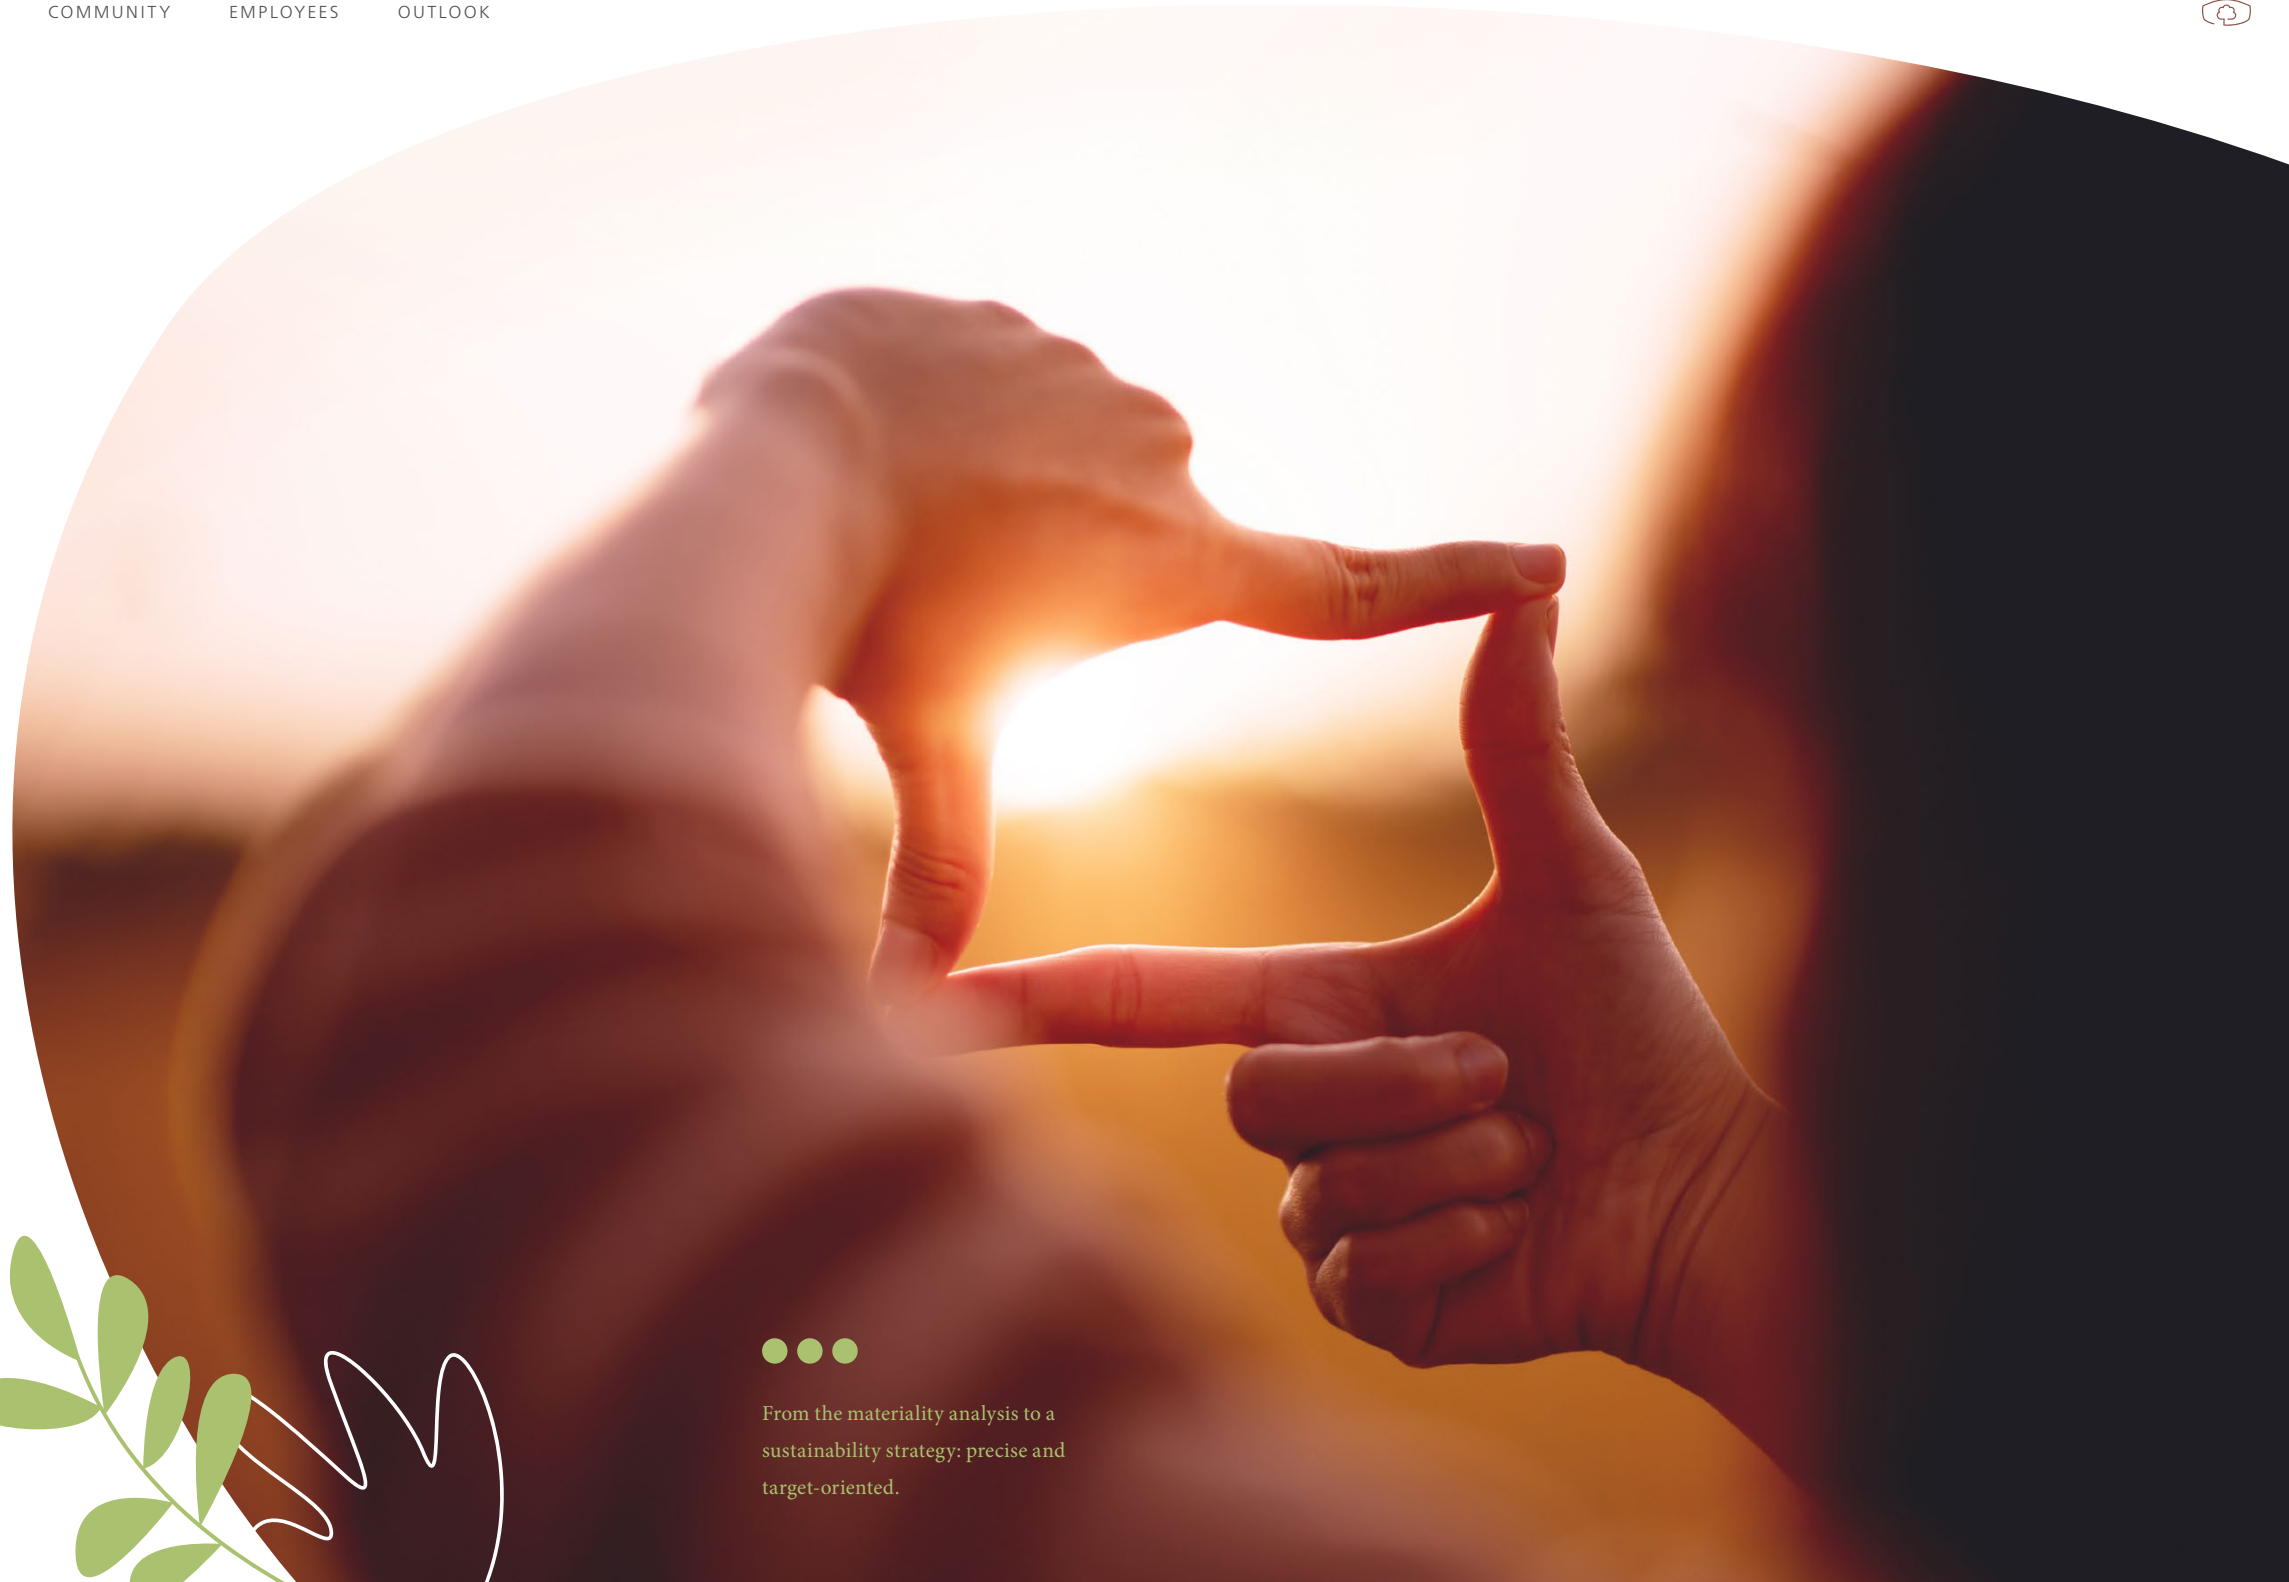 COMMUNITY EMPLOYEES OUTLOOK
From the materiality analysis to a
sustainability strategy: precise and
target-oriented.